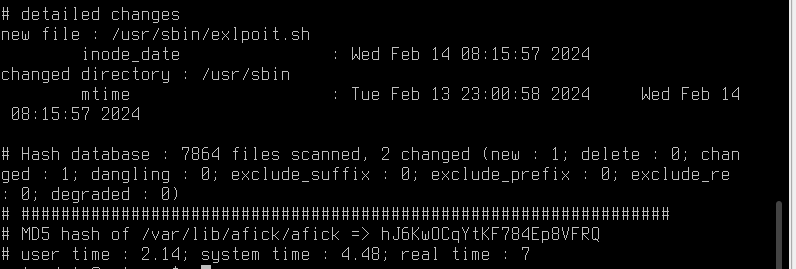 # detailed changes
new file : /usr/sbin/exlpoit.sh
inode_date : Wed Feb 14 08:15:57 2024
changed directory : /usr/sbin
mtime : Tue Feb 13 23:00:58 2024 Wed Feb 14
08:15:57 2024
# Hash database : 7864 files scanned, 2 changed (new : 1; delete : 0; chan
ged : 1; dangling : 0; exclude_suffix : 0; exclude_prefix : 0; exclude_re
: 0; degraded : 0)
# #################################################################
# MD5 hash of /var/lib/afick/afick => hJ6KwOCqYtKF784Ep8VFRQ
# user time : 2.14; system time : 4.48; real time : 7